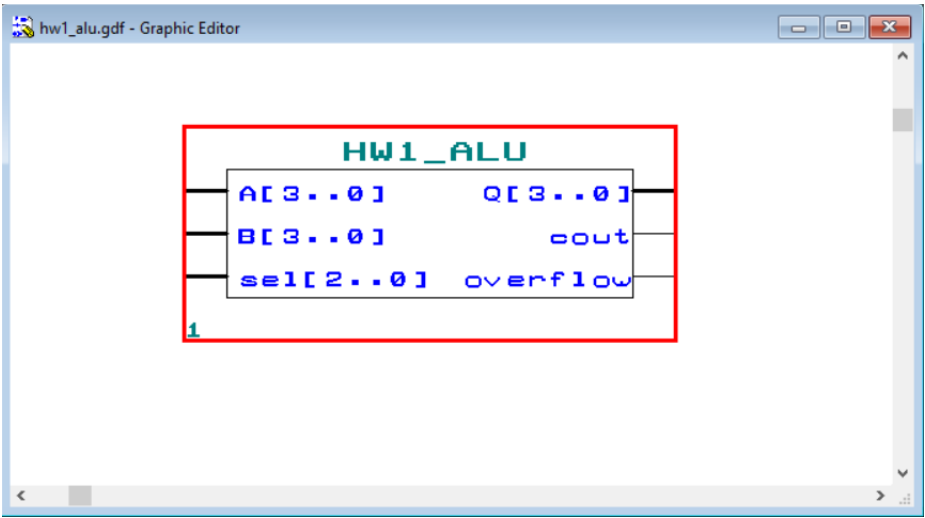 hw1_alu.gdf - Graphic Editor
HW1_ALU
A[3..0] Q[3..0]
B[3..0] cout
sel[2..0] overflow
1